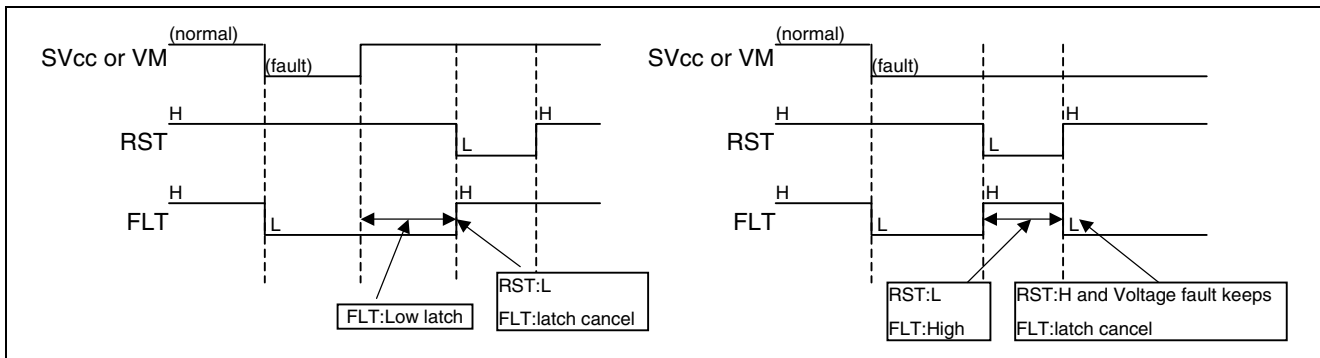 (normal)
SVcc or VM
(fault)
H
H
RST
L
H
H
FLT
L
FLT:Low latch
RST:L
FLT:latch cancel
(normal)
SVcc or VM
(fault)
H
H
RST
L
H
H
FLT
L
L
RST:L
FLT:High
RST:H and Voltage fault keeps
FLT:latch cancel